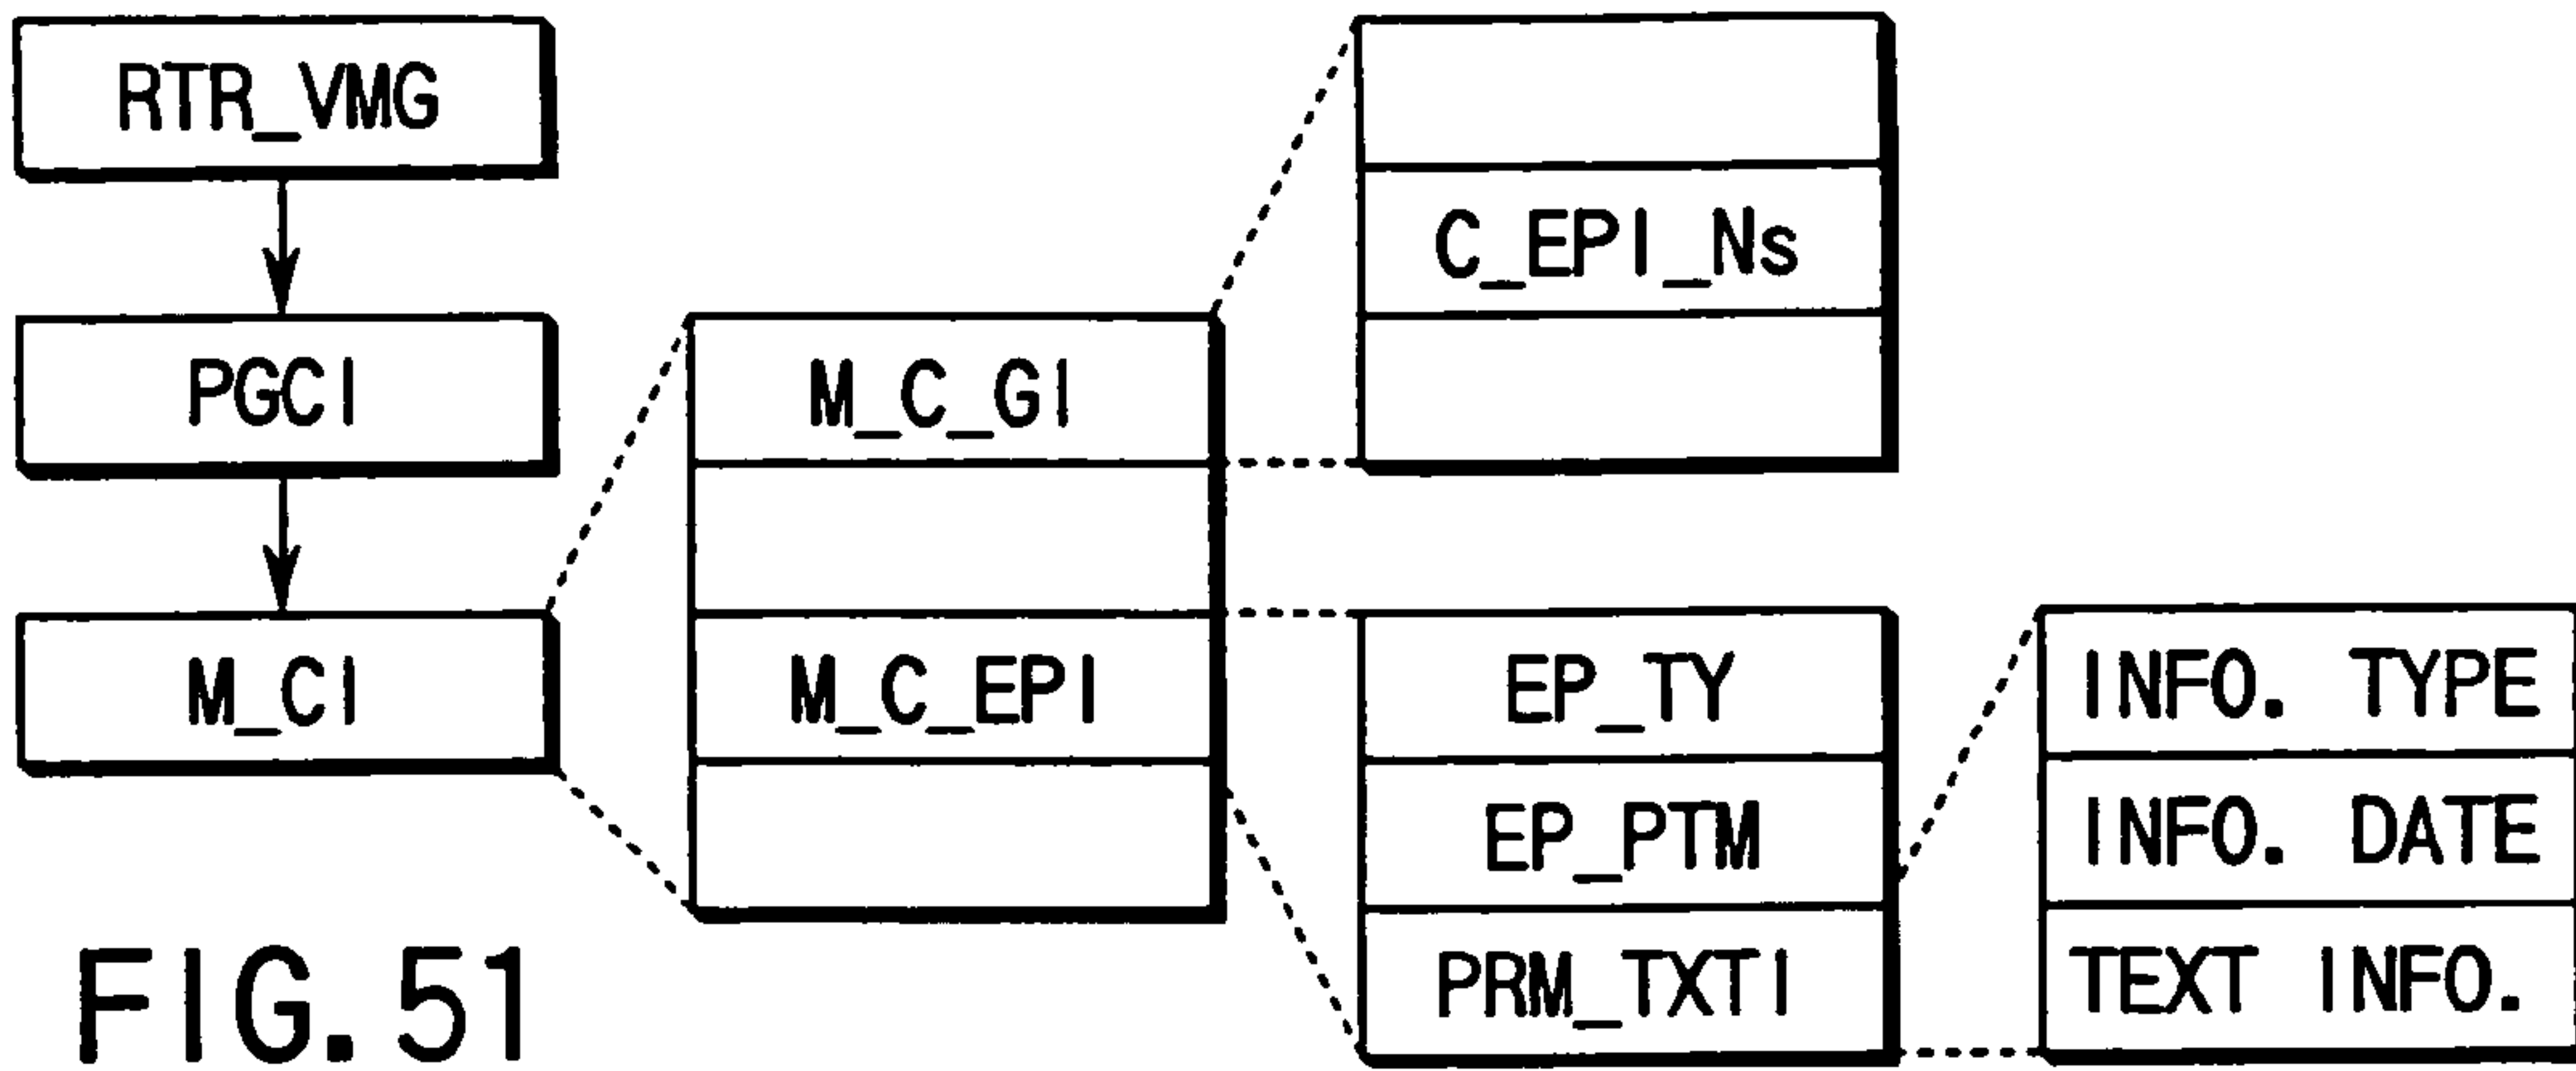 RTR_VMG
PGCI
M_CI
M_C_GI
M_C_EPI
C_EPI_Ns
EP_TY
EP_PTM
PRM_TXTI
INFO. TYPE
INFO. DATE
TEXT INFO.
FIG. 51